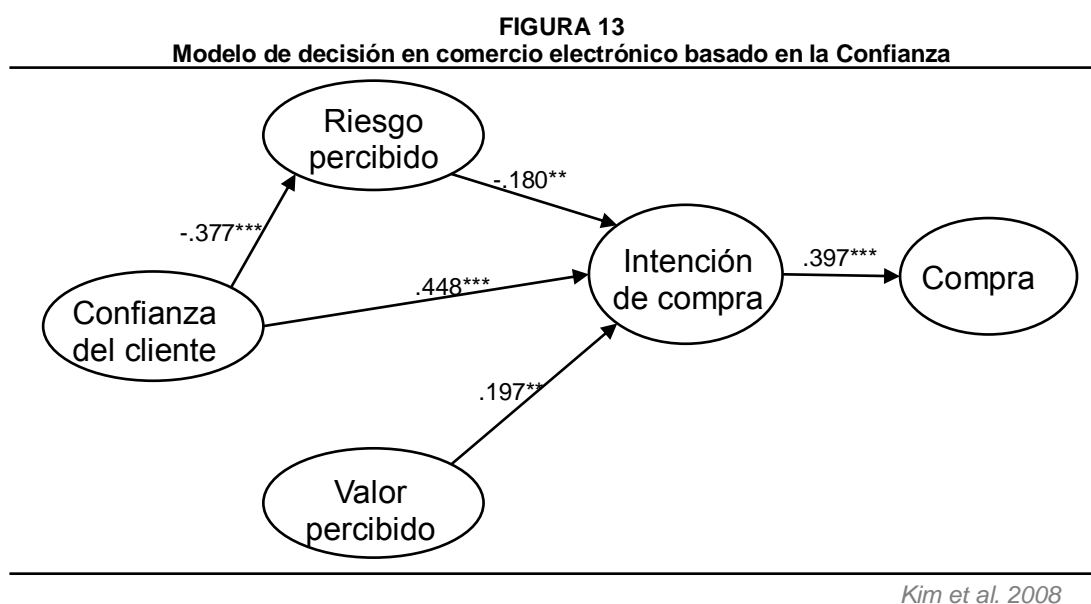 FIGURA 13
Modelo de decisión en comercio electrónico basado en la Confianza
Riesgo
percibido
-.180**
-.377***
Intención
de compra
.397***
Compra
.448***
Confianza
del cliente
.197**
Valor
percibido
Kim et al. 2008